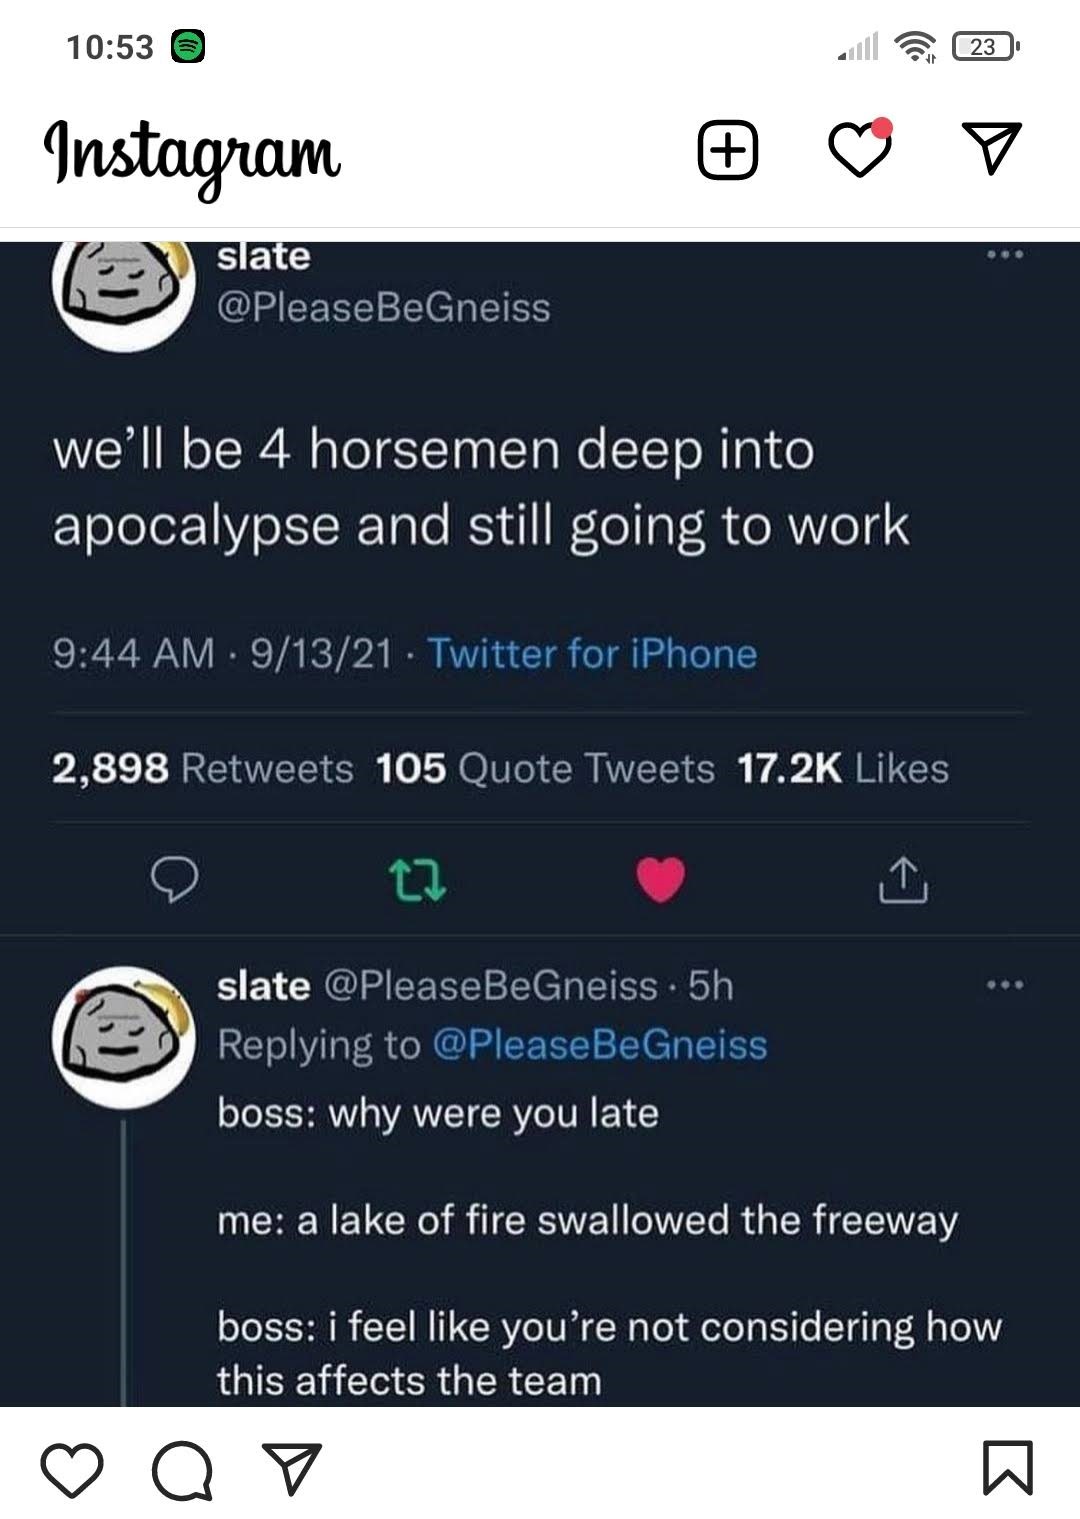 10:53
23
Instagram
slate
@PleaseBeGneiss
we’ll be 4 horsemen deep into
apocalypse and still going to work
9:44 AM · 9/13/21 · Twitter for iPhone
2,898 Retweets 105 Quote Tweets 17.2K Likes
slate @PleaseBeGneiss · 5h
Replying to @PleaseBeGneiss
boss: why were you late
me: a lake of fire swallowed the freeway
boss: i feel like you’re not considering how
this affects the team